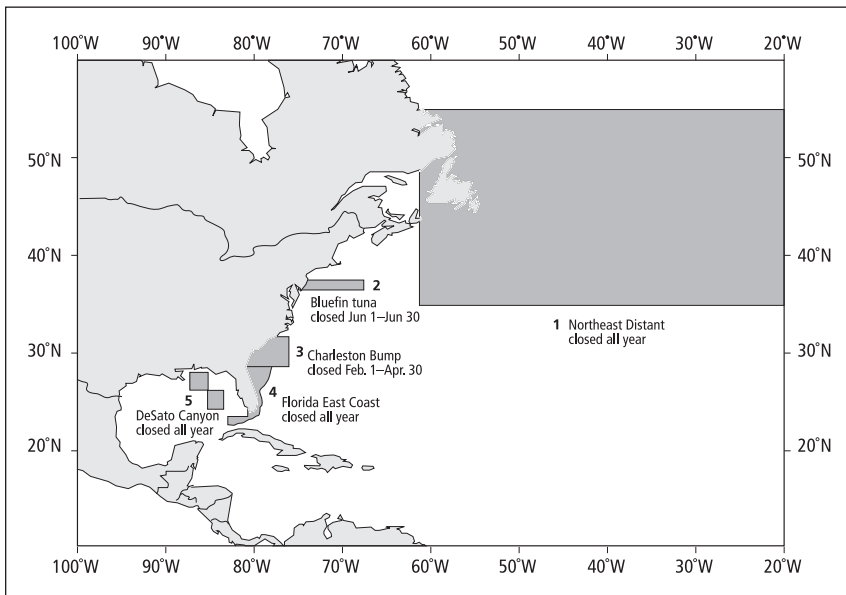 100˚W 90˚W 80˚W 70˚W 60˚W 50˚W 40˚W 30˚W 20˚W
50˚N 50˚N
40˚N 40˚N
2
Bluefin tuna
closed Jun 1–Jun 30
1 Northeast Distant
closed all year
30˚N 30˚N
3
Charleston Bump
closed Feb. 1–Apr. 30
4
Florida East Coast
closed all year
5
DeSato Canyon
closed all year
20˚N 20˚N
100˚W 90˚W 80˚W 70˚W 60˚W 50˚W 40˚W 30˚W 20˚W